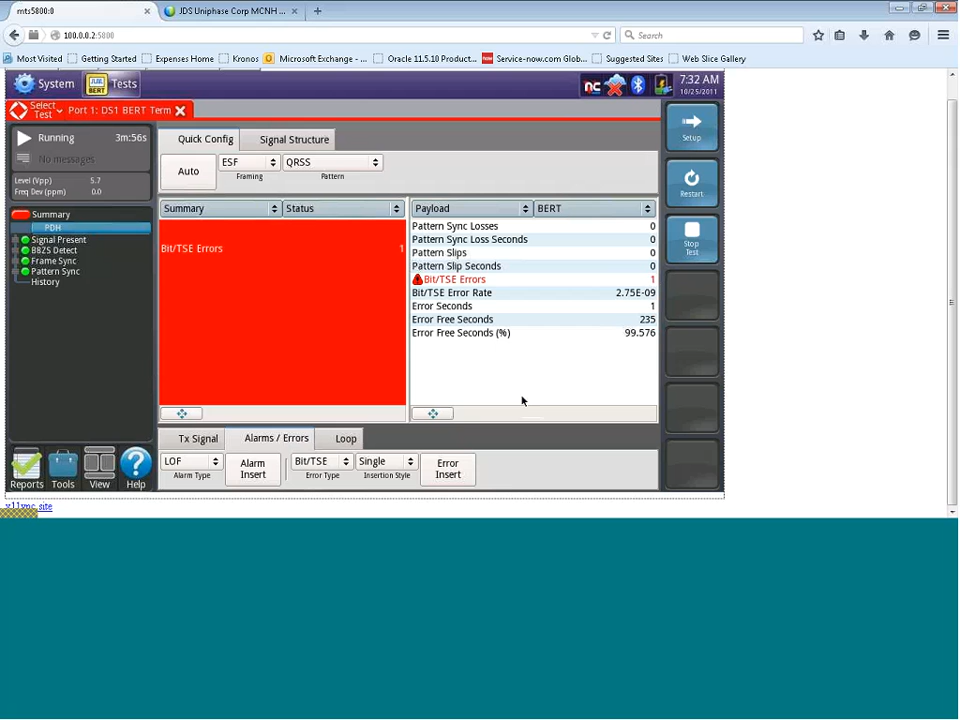 mts5800:0
JDS Uniphase Corp MCNH ...
100.0.0.2:5800
Search
Most Visited Getting Started Expenses Home Kronos Microsoft Exchange - ... Oracle 11.5.10 Product... Service-now.com Glob... Suggested Sites Web Slice Gallery
System Tests
nc
7:32 AM
10/25/2011
Select Test
Port 1: DS1 BERT Term
Running 3m:56s
No messages
Level (Vpp) 5.7
Freq Dev (ppm) 0.0
Summary
PDH
Signal Present
B8ZS Detect
Frame Sync
Pattern Sync
History
Quick Config Signal Structure
Auto
ESF QRSS
Framing Pattern
Summary Status
Bit/TSE Errors 1
Payload BERT
Pattern Sync Losses 0
Pattern Sync Loss Seconds 0
Pattern Slips 0
Pattern Slip Seconds 0
Bit/TSE Errors 1
Bit/TSE Error Rate 2.75E-09
Error Seconds 1
Error Free Seconds 235
Error Free Seconds (%) 99.576
Setup
Restart
Stop
Test
Tx Signal Alarms / Errors Loop
LOF
Alarm Type
Alarm
Insert
Bit/TSE
Error Type
Single
Insertion Style
Error
Insert
Reports Tools View Help